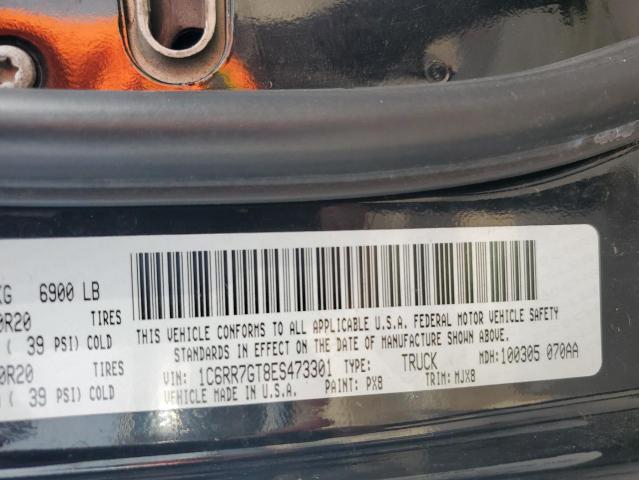 KG 6900 LB
0R20 TIRES
( 39 PSI) COLD
0R20 TIRES
( 39 PSI) COLD
THIS VEHICLE CONFORMS TO ALL APPLICABLE U.S.A. FEDERAL MOTOR VEHICLE SAFETY
STANDARDS IN EFFECT ON THE DATE OF MANUFACTURE SHOWN ABOVE.
VIN: 1C6RR7GT8ES473301 TYPE: TRUCK MDH: 100305 070AA
VEHICLE MADE IN U.S.A. PAINT: PX8 TRIM: MJX8